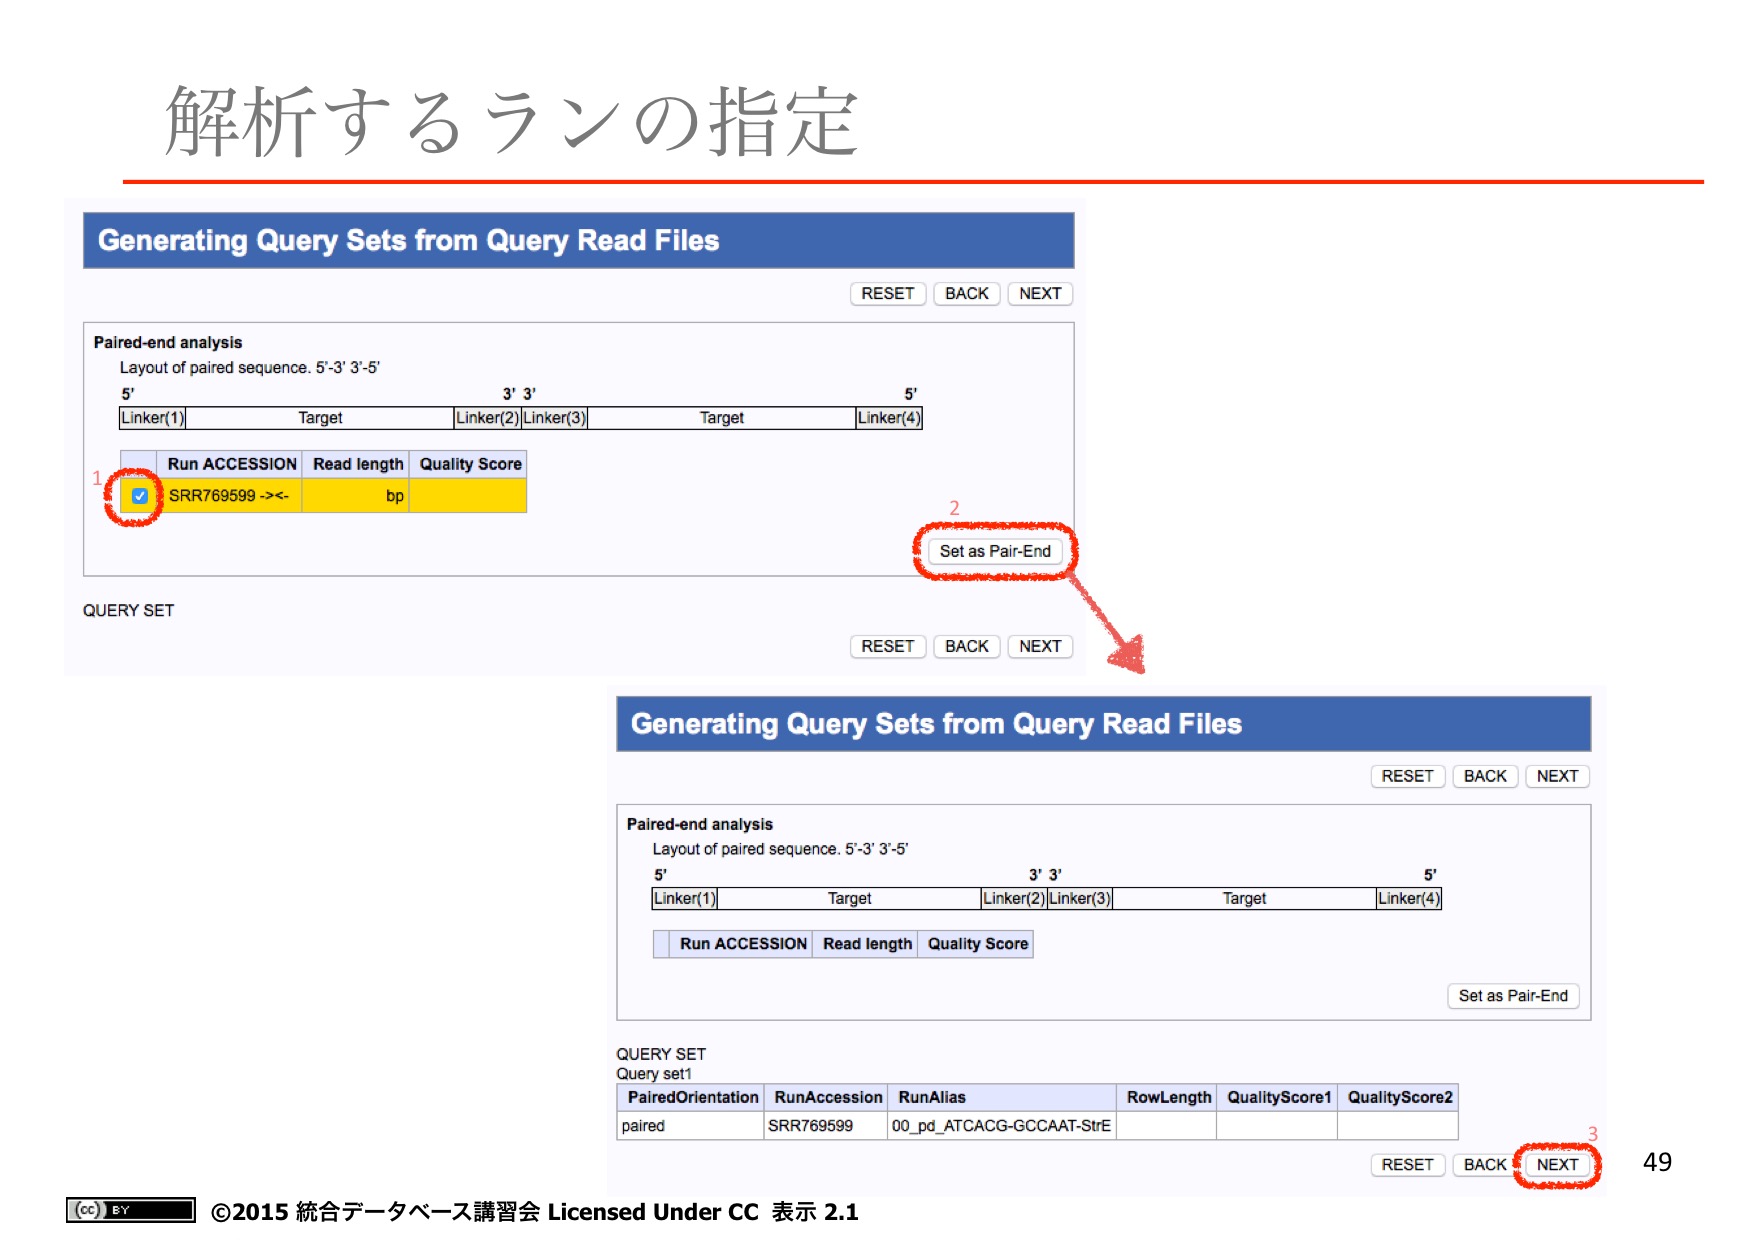 解析するランの指定
Generating Query Sets from Query Read Files
RESET BACK NEXT
Paired-end analysis
Layout of paired sequence. 5'-3' 3'-5'
5' 3' 3' 5'
Linker(1) Target Linker(2) Linker(3) Target Linker(4)
Run ACCESSION Read length Quality Score
1
SRR769599 -><- bp
2
Set as Pair-End
QUERY SET
RESET BACK NEXT
Generating Query Sets from Query Read Files
RESET BACK NEXT
Paired-end analysis
Layout of paired sequence. 5'-3' 3'-5'
5' 3' 3' 5'
Linker(1) Target Linker(2) Linker(3) Target Linker(4)
Run ACCESSION Read length Quality Score
Set as Pair-End
QUERY SET
Query set1
PairedOrientation RunAccession RunAlias RowLength QualityScore1 QualityScore2
paired SRR769599 00_pd_ATCACG-GCCAAT-StrE
3
RESET BACK NEXT
49
(cc) BY ©2015 統合データベース講習会 Licensed Under CC 表示 2.1